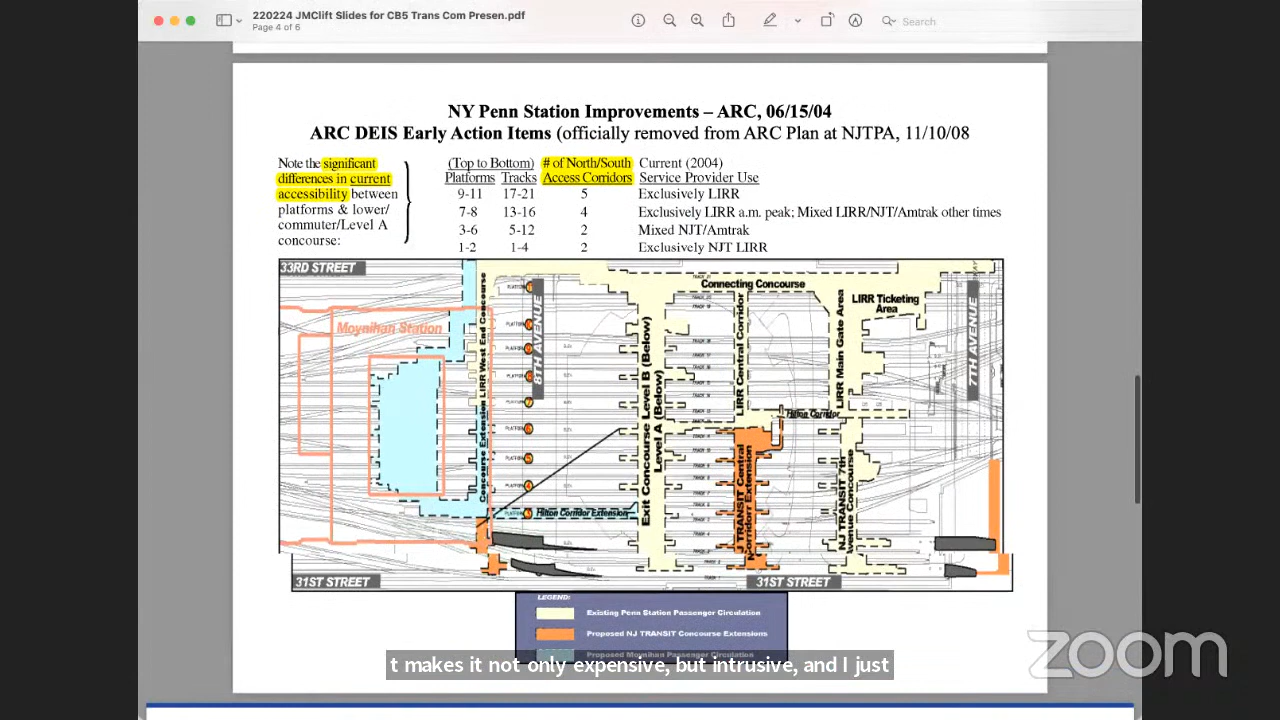 220224 JMClift Slides for CB5 Trans Com Presen.pdf
Page 4 of 6
Search
NY Penn Station Improvements – ARC, 06/15/04
ARC DEIS Early Action Items (officially removed from ARC Plan at NJTPA, 11/10/08
Note the significant
differences in current
accessibility between
platforms & lower/
commuter/Level A
concourse:
(Top to Bottom) # of North/South Current (2004)
Platforms Tracks Access Corridors Service Provider Use
9-11 17-21 5 Exclusively LIRR
7-8 13-16 4 Exclusively LIRR a.m. peak; Mixed LIRR/NJT/Amtrak other times
3-6 5-12 2 Mixed NJT/Amtrak
1-2 1-4 2 Exclusively NJT LIRR
33RD STREET
Moynihan Station
Concourse Extension LIRR West End Concourse
8TH AVENUE
Exit Concourse Level B (Below)
Level A (Below)
Connecting Concourse
LIRR Central Corridor
LIRR Main Gate Area
LIRR Ticketing
Area
7TH AVENUE
Hilton Corridor
Hilton Corridor Extension
TRANSIT Central
Corridor Extension
NJ TRANSIT 7th
Avenue Concourse
31ST STREET
31ST STREET
LEGEND:
Existing Penn Station Passenger Circulation
Proposed NJ TRANSIT Concourse Extensions
Proposed Moynihan Passenger Circulation
t makes it not only expensive, but intrusive, and I just
zoom